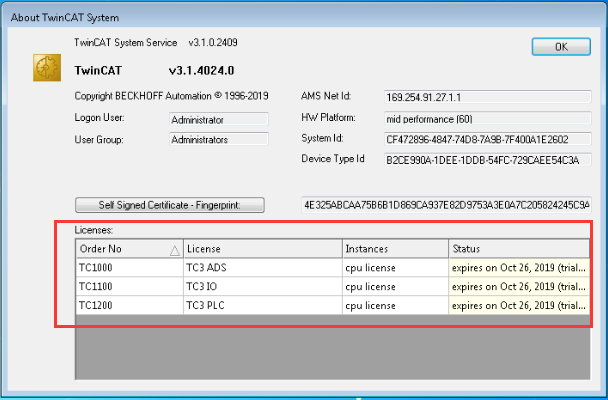 About TwinCAT System
TwinCAT System Service v3.1.0.2409
OK
TwinCAT v3.1.4024.0
Copyright BECKHOFF Automation © 1996-2019
AMS Net Id: 169.254.91.27.1.1
Logon User: Administrator
HW Platform: mid performance (60)
User Group: Administrators
System Id: CF472896-4847-74D8-7A9B-7F400A1E2602
Device Type Id B2CE990A-1DEE-1DDB-54FC-729CAEE54C3A
Self Signed Certificate - Fingerprint: 4E325ABCAA75B6B1D869CA937E82D9753A3E0A7C205824245C9A
Licenses:
Order No License Instances Status
TC1000 TC3 ADS cpu license expires on Oct 26, 2019 (trial...
TC1100 TC3 IO cpu license expires on Oct 26, 2019 (trial...
TC1200 TC3 PLC cpu license expires on Oct 26, 2019 (trial...